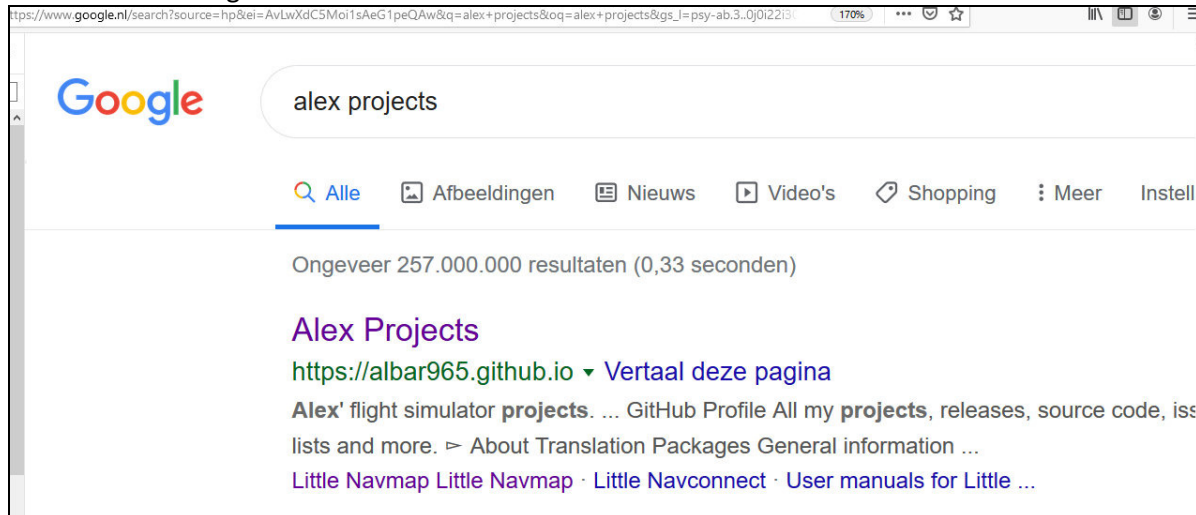 ttps://www.google.nl/search?source=hp&ei=AvLwXdC5Moi1sAeG1peQAw&q=alex+projects&oq=alex+projects&gs_l=psy-ab.3..0j0i22i30 170%
Google alex projects
Alle Afbeeldingen Nieuws Video's Shopping Meer Instell
Ongeveer 257.000.000 resultaten (0,33 seconden)
Alex Projects
https://albar965.github.io ▾ Vertaal deze pagina
Alex' flight simulator projects. ... GitHub Profile All my projects, releases, source code, iss
lists and more. ▻ About Translation Packages General information ...
Little Navmap Little Navmap · Little Navconnect · User manuals for Little ...